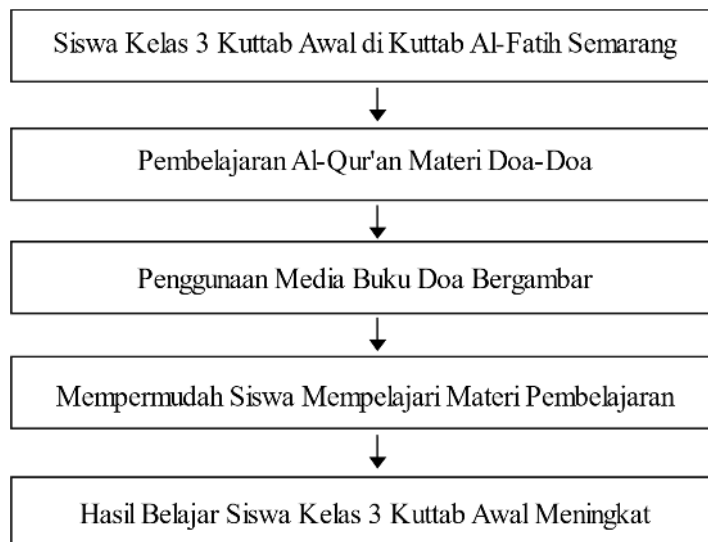 Siswa Kelas 3 Kuttab Awal di Kuttab Al-Fatih Semarang
Pembelajaran Al-Qur'an Materi Doa-Doa
Penggunaan Media Buku Doa Bergambar
Mempermudah Siswa Mempelajari Materi Pembelajaran
Hasil Belajar Siswa Kelas 3 Kuttab Awal Meningkat